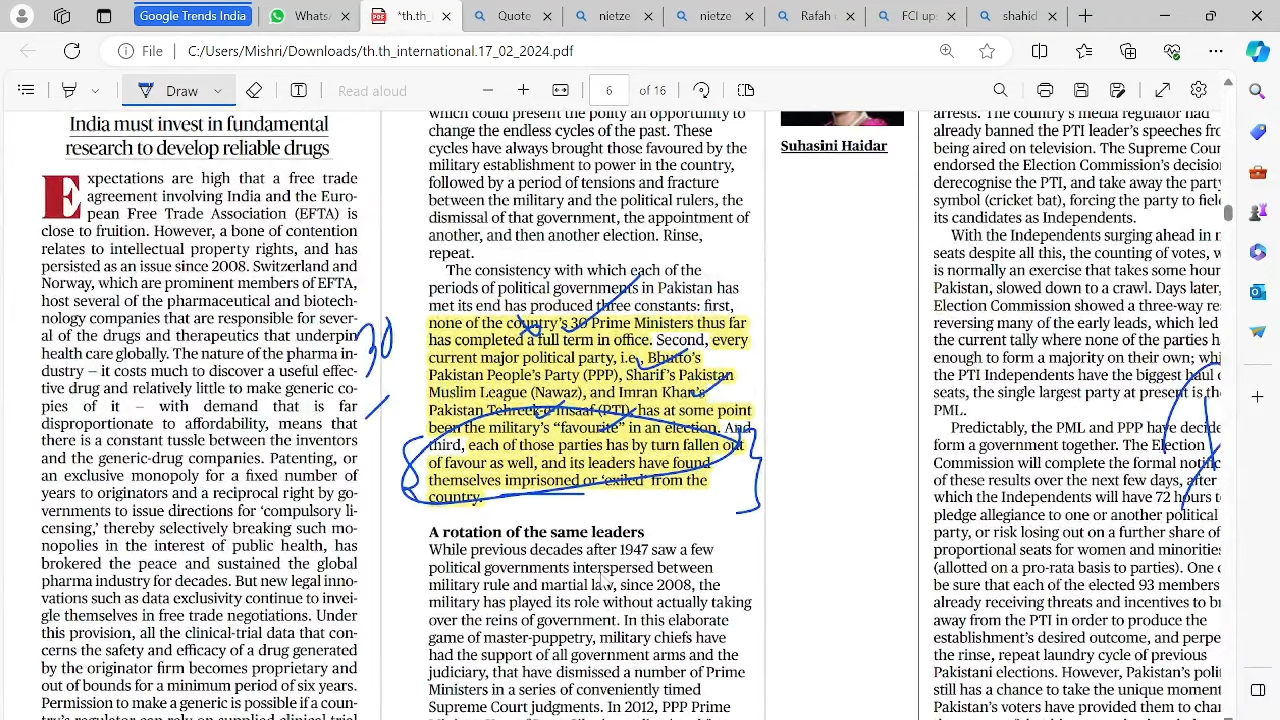 Google Trends India
Whats
*th.th_
Quote
nietze
nietze
Rafah
FCI up
shahid
File
C:/Users/Mishri/Downloads/th.th_international.17_02_2024.pdf
Draw
Read aloud
6
of 16
India must invest in fundamental
research to develop reliable drugs
Expectations are high that a free trade
agreement involving India and the Euro-
pean Free Trade Association (EFTA) is
close to fruition. However, a bone of contention
relates to intellectual property rights, and has
persisted as an issue since 2008. Switzerland and
Norway, which are prominent members of EFTA,
host several of the pharmaceutical and biotech-
nology companies that are responsible for sever-
al of the drugs and therapeutics that underpin
health care globally. The nature of the pharma in-
dustry – it costs much to discover a useful effec-
tive drug and relatively little to make generic co-
pies of it – with demand that is far
disproportionate to affordability, means that
there is a constant tussle between the inventors
and the generic-drug companies. Patenting, or
an exclusive monopoly for a fixed number of
years to originators and a reciprocal right by go-
vernments to issue directions for 'compulsory li-
censing,' thereby selectively breaking such mo-
nopolies in the interest of public health, has
brokered the peace and sustained the global
pharma industry for decades. But new legal inno-
vations such as data exclusivity continue to invei-
gle themselves in free trade negotiations. Under
this provision, all the clinical-trial data that con-
cerns the safety and efficacy of a drug generated
by the originator firm becomes proprietary and
out of bounds for a minimum period of six years.
Permission to make a generic is possible if a coun-
try's regulator can rely on supplied clinical trial
30
which could present the polity an opportunity to
change the endless cycles of the past. These
cycles have always brought those favoured by the
military establishment to power in the country,
followed by a period of tensions and fracture
between the military and the political rulers, the
dismissal of that government, the appointment of
another, and then another election. Rinse,
repeat.
The consistency with which each of the
periods of political governments in Pakistan has
met its end has produced three constants: first,
none of the country's 30 Prime Ministers thus far
has completed a full term in office. Second, every
current major political party, i.e., Bhutto's
Pakistan People's Party (PPP), Sharif's Pakistan
Muslim League (Nawaz), and Imran Khan's
Pakistan Tehreek-e-Insaaf (PTI), has at some point
been the military's "favourite" in an election. And
third, each of those parties has by turn fallen out
of favour as well, and its leaders have found
themselves imprisoned or 'exiled' from the
country.
A rotation of the same leaders
While previous decades after 1947 saw a few
political governments interspersed between
military rule and martial law, since 2008, the
military has played its role without actually taking
over the reins of government. In this elaborate
game of master-puppetry, military chiefs have
had the support of all government arms and the
judiciary, that have dismissed a number of Prime
Ministers in a series of conveniently timed
Supreme Court judgments. In 2012, PPP Prime
Suhasini Haidar
arrests. The country's media regulator had
already banned the PTI leader's speeches fro
being aired on television. The Supreme Cour
endorsed the Election Commission's decision
derecognise the PTI, and take away the party
symbol (cricket bat), forcing the party to field
its candidates as Independents.
With the Independents surging ahead in m
seats despite all this, the counting of votes, w
is normally an exercise that takes some hour
Pakistan, slowed down to a crawl. Days later,
Election Commission showed a three-way re
reversing many of the early leads, which led
the current tally where none of the parties h
enough to form a majority on their own; whi
the PTI Independents have the biggest haul o
seats, the single largest party at present is the
PML.
Predictably, the PML and PPP have decide
form a government together. The Election
Commission will complete the formal notific
of these results over the next few days, after
which the Independents will have 72 hours t
pledge allegiance to one or another political
party, or risk losing out on a further share of
proportional seats for women and minorities
(allotted on a pro-rata basis to parties). One c
be sure that each of the elected 93 members
already receiving threats and incentives to br
away from the PTI in order to produce the
establishment's desired outcome, and perpe
the rinse, repeat laundry cycle of previous
Pakistani elections. However, Pakistan's polit
still has a chance to take the unique moment
Pakistan's voters have provided them to char